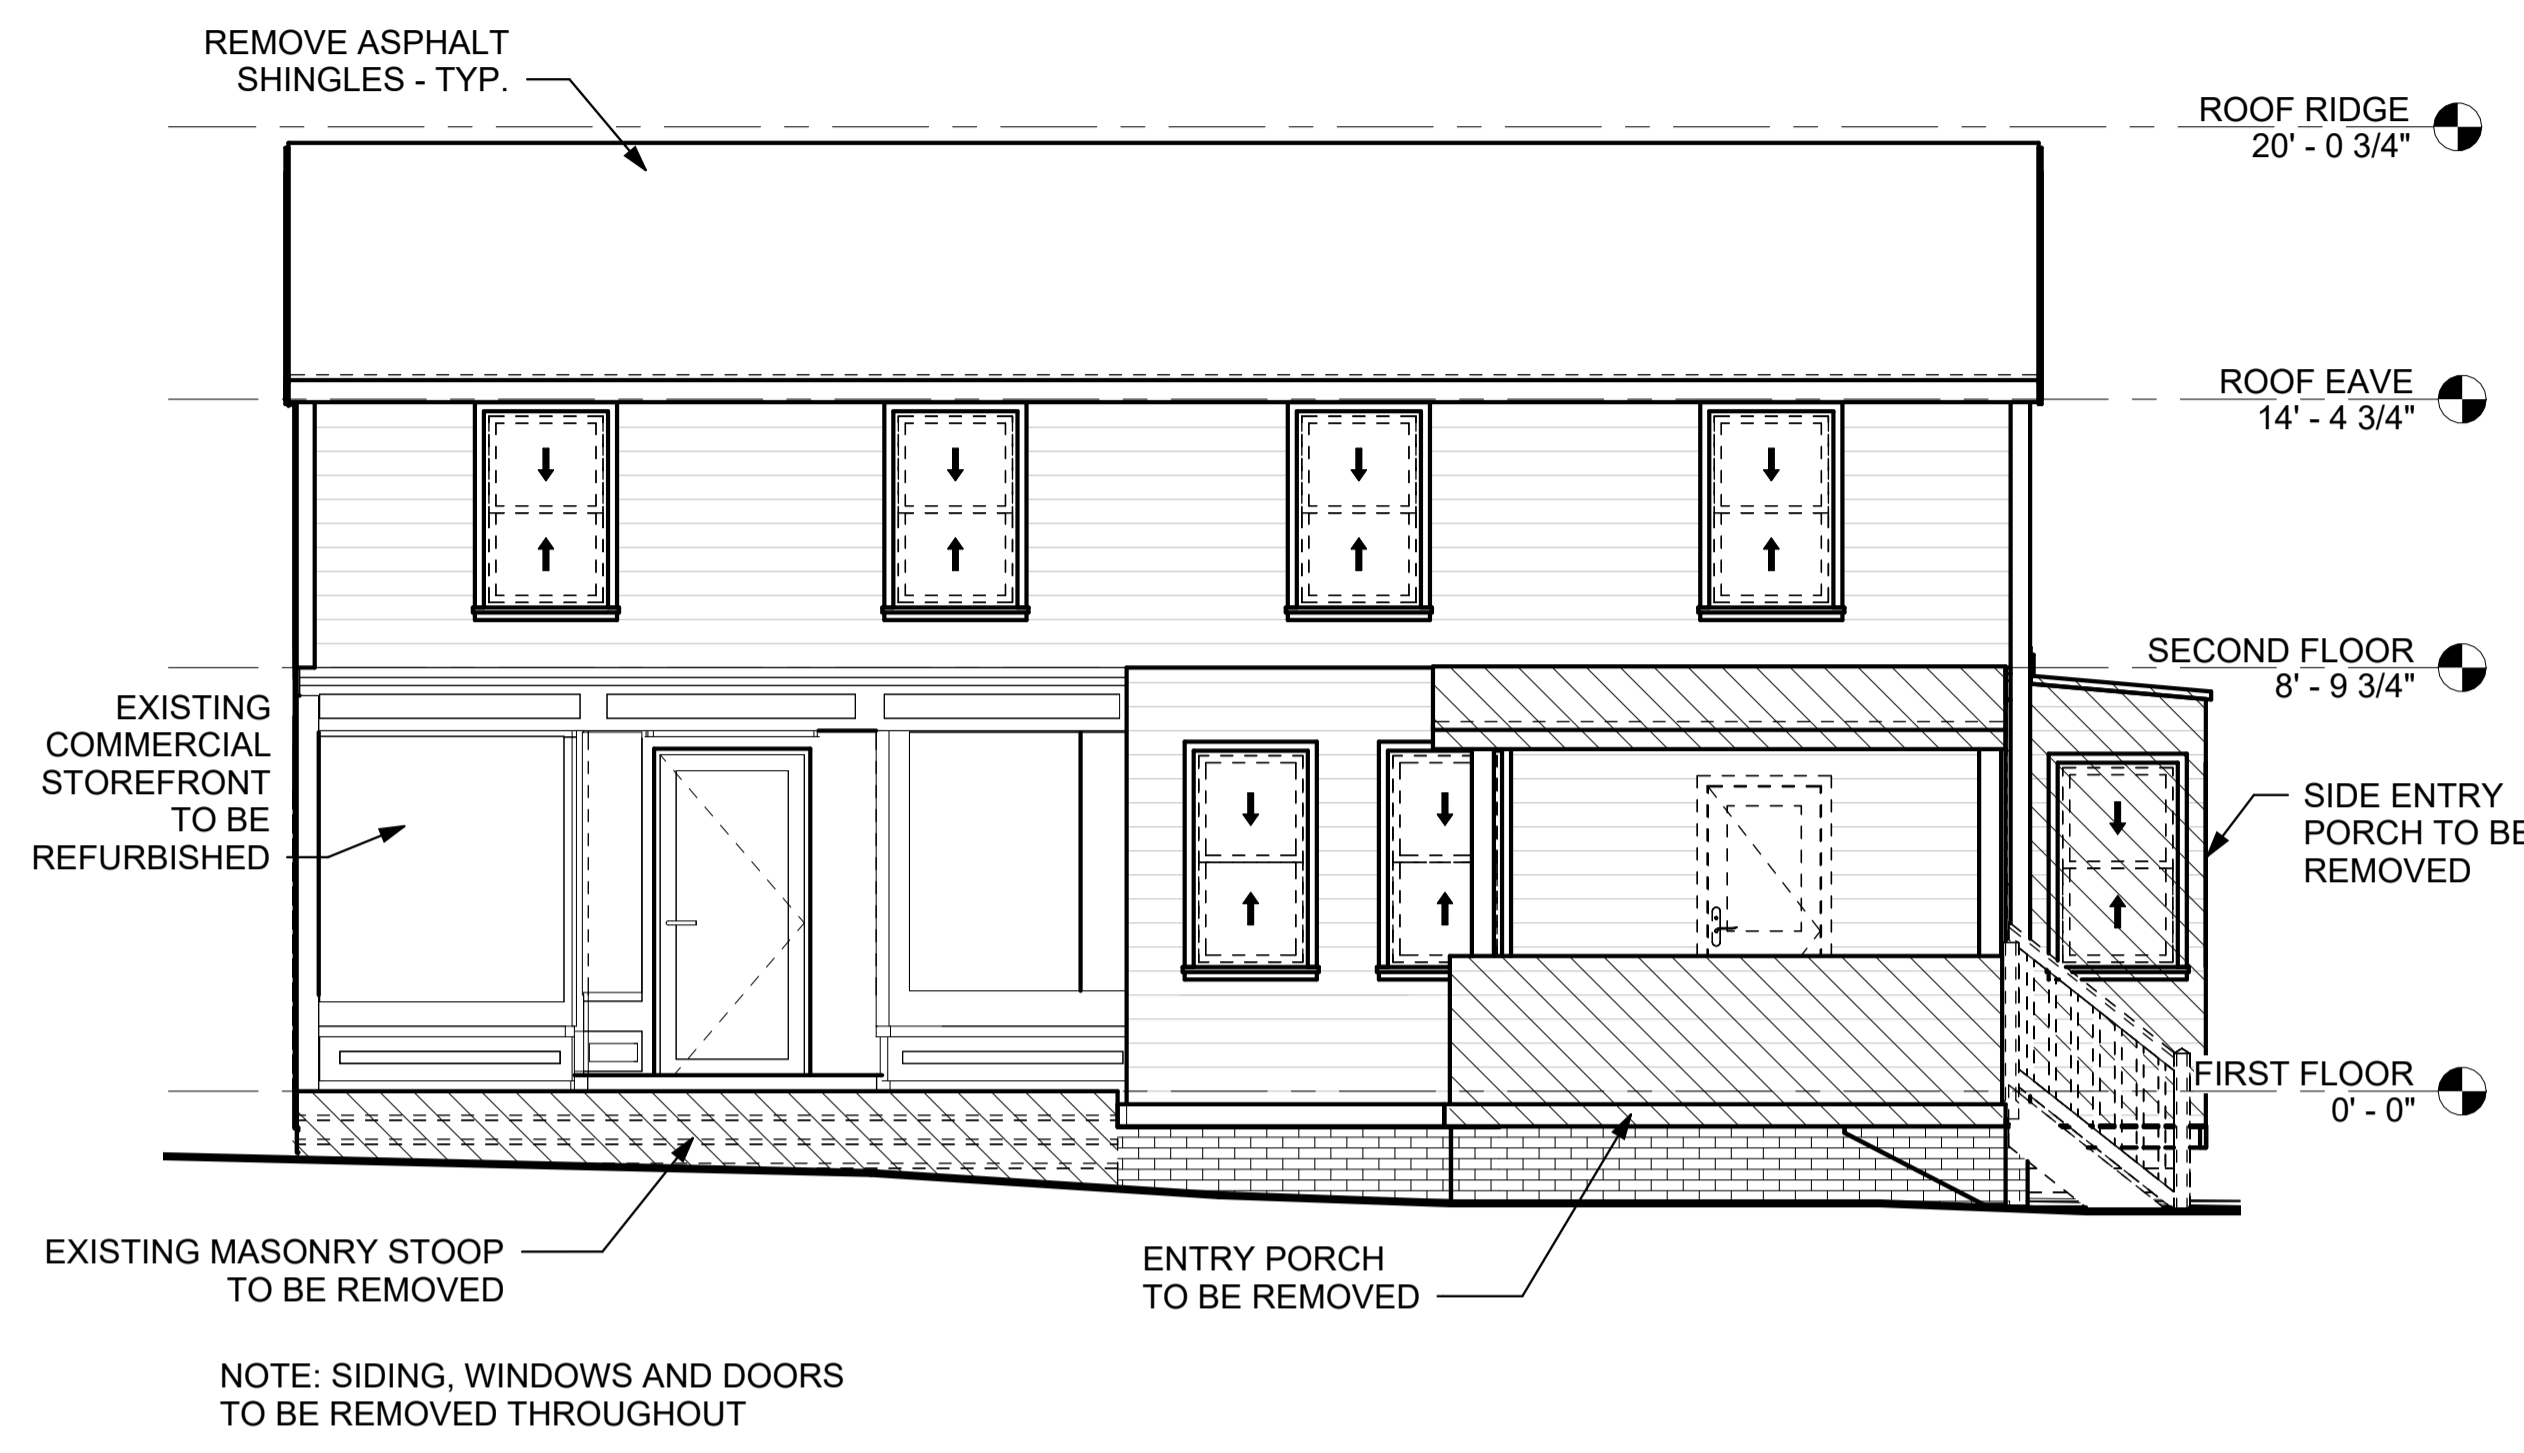 REMOVE ASPHALT
SHINGLES - TYP.
ROOF RIDGE
20' - 0 3/4"
ROOF EAVE
14' - 4 3/4"
SECOND FLOOR
8' - 9 3/4"
EXISTING
COMMERCIAL
STOREFRONT
TO BE
REFURBISHED
SIDE ENTRY
PORCH TO BE
REMOVED
FIRST FLOOR
0' - 0"
EXISTING MASONRY STOOP
TO BE REMOVED
ENTRY PORCH
TO BE REMOVED
NOTE: SIDING, WINDOWS AND DOORS
TO BE REMOVED THROUGHOUT